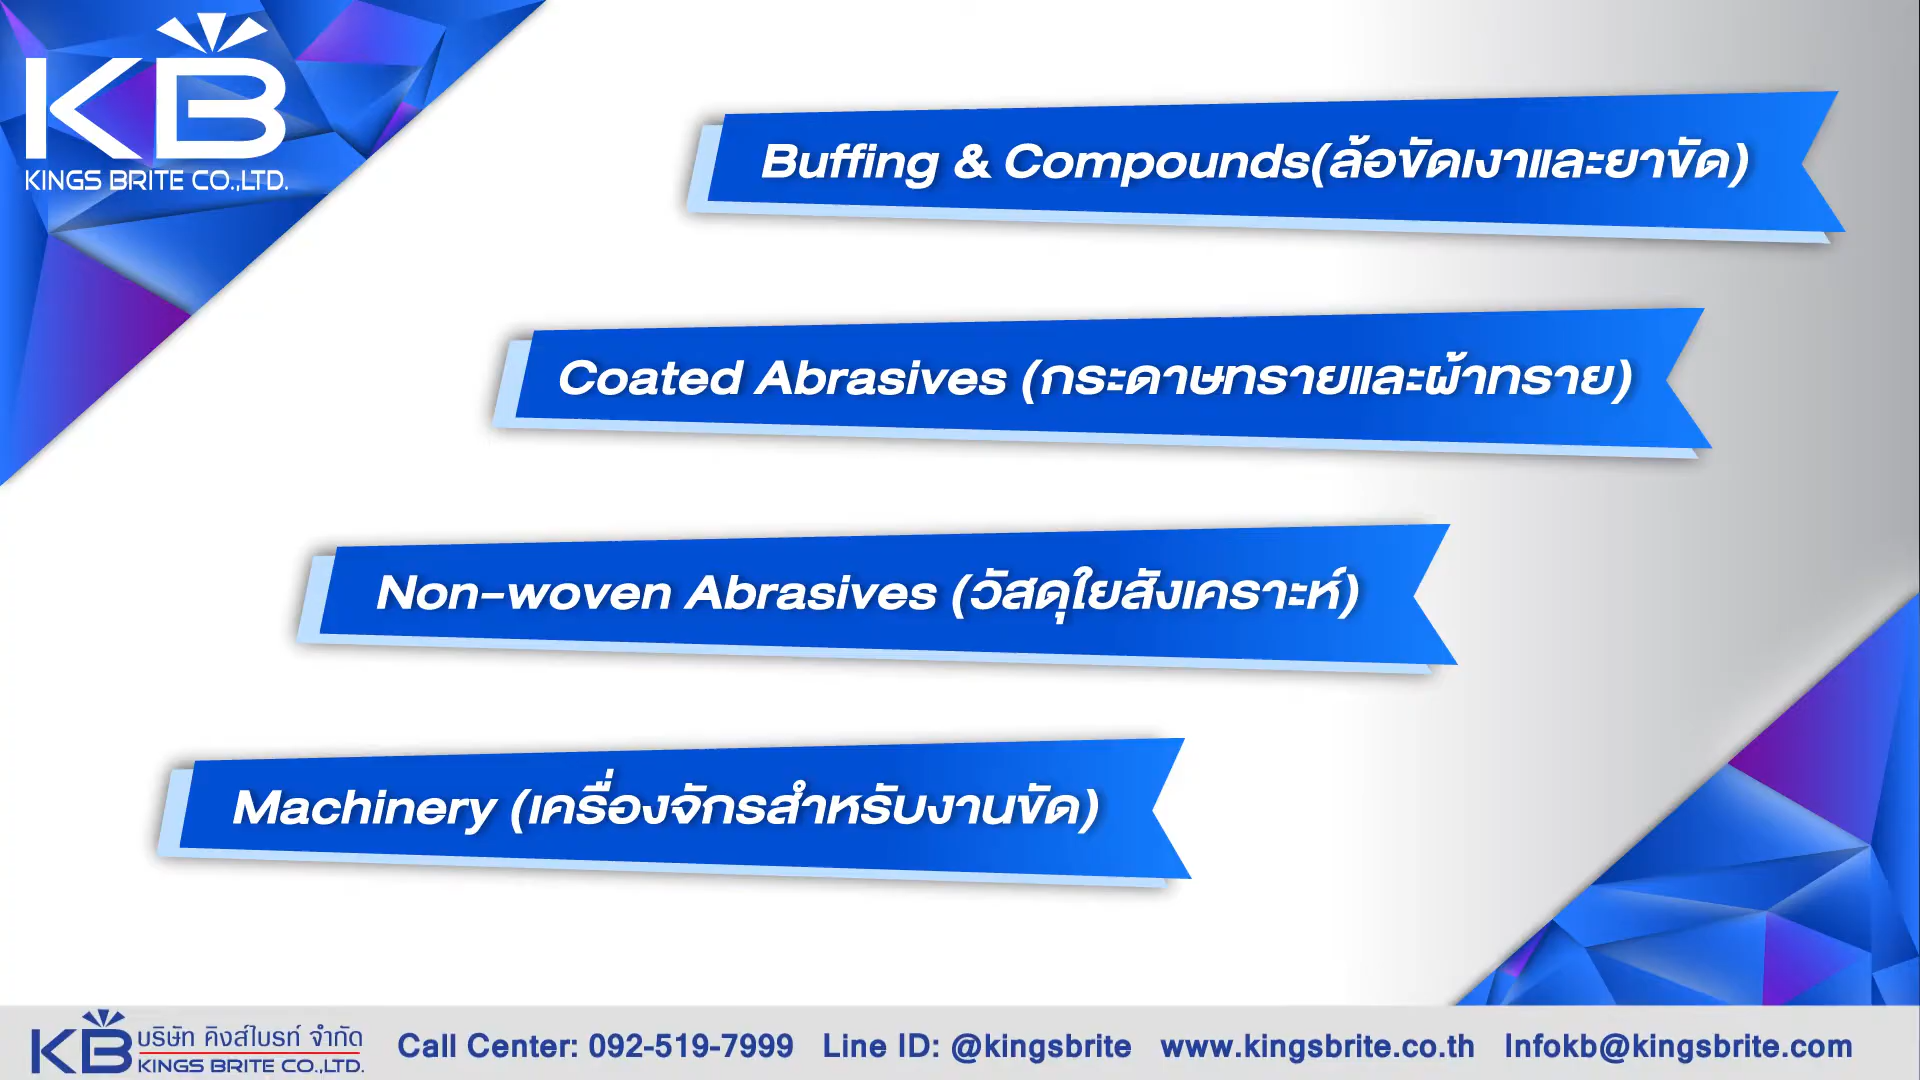 KB
KINGS BRITE CO.,LTD.
Buffing & Compounds(ล้อขัดเงาและยาขัด)
Coated Abrasives (กระดาษทรายและผ้าทราย)
Non-woven Abrasives (วัสดุใยสังเคราะห์)
Machinery (เครื่องจักรสำหรับงานขัด)
KB บริษัท คิงส์ไบรท์ จำกัด
KINGS BRITE CO.,LTD.
Call Center: 092-519-7999 Line ID: @kingsbrite www.kingsbrite.co.th Infokb@kingsbrite.com